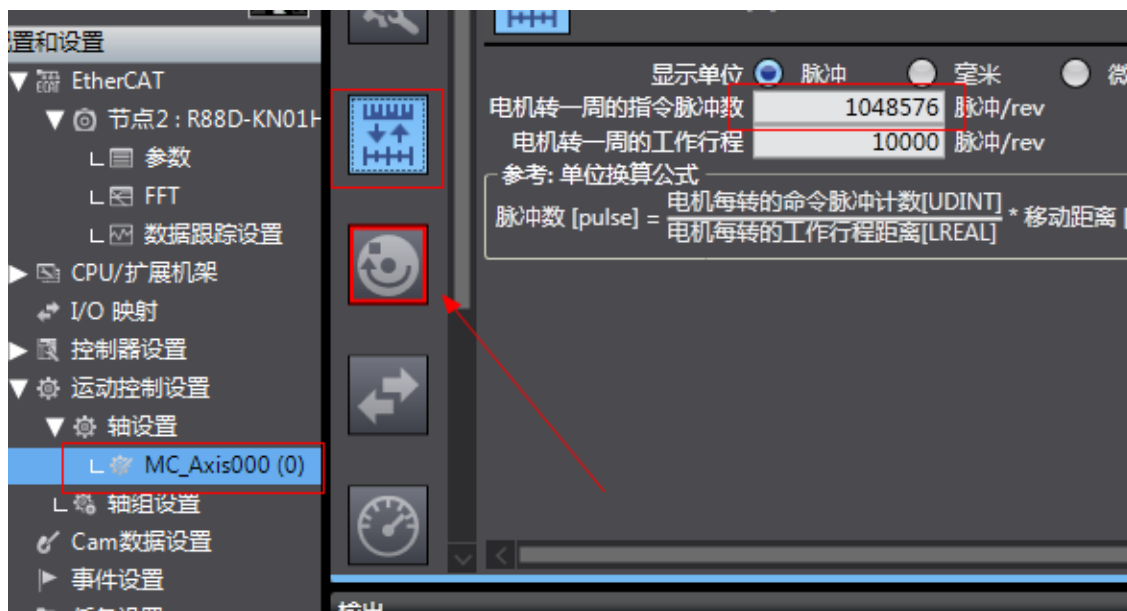 置和设置
EtherCAT
节点2 : R88D-KN01H
参数
FFT
数据跟踪设置
CPU/扩展机架
I/O 映射
控制器设置
运动控制设置
轴设置
MC_Axis000 (0)
轴组设置
Cam数据设置
事件设置
显示单位 脉冲 毫米 微
电机转一周的指令脉冲数 1048576 脉冲/rev
电机转一周的工作行程 10000 脉冲/rev
参考: 单位换算公式
脉冲数 [pulse] = 电机每转的命令脉冲计数[UDINT] * 移动距离 [
电机每转的工作行程距离[LREAL]
输出